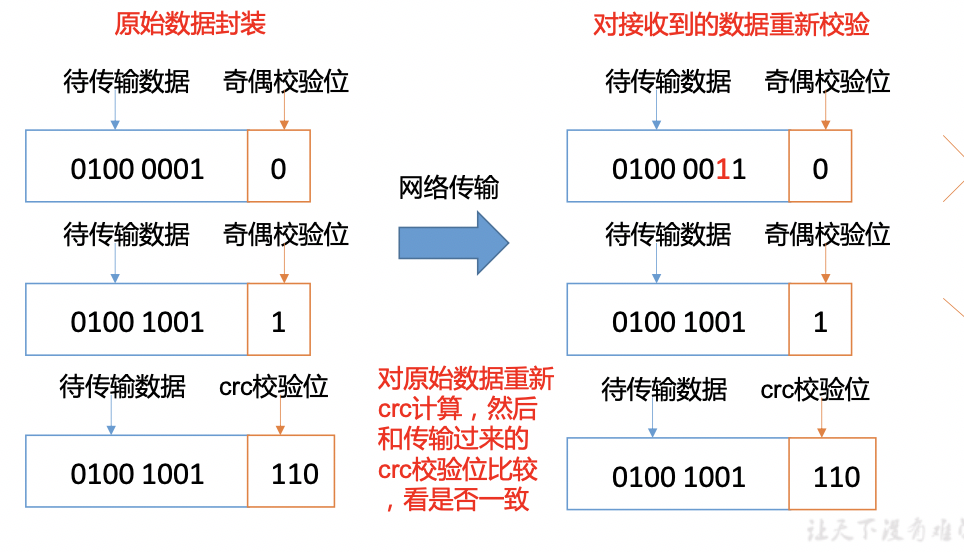 原始数据封装
对接收到的数据重新校验
待传输数据 奇偶校验位
待传输数据 奇偶校验位
0100 0001 0
0100 0011 0
网络传输
待传输数据 奇偶校验位
待传输数据 奇偶校验位
0100 1001 1
0100 1001 1
对原始数据重新
crc计算，然后
和传输过来的
crc校验位比较
，看是否一致
待传输数据 crc校验位
待传输数据 crc校验位
0100 1001 110
0100 1001 110
让天下没有难